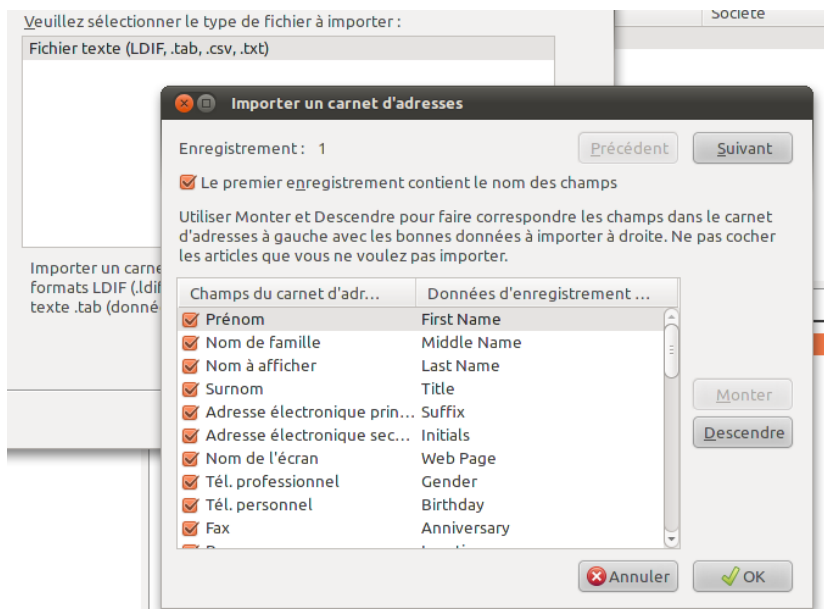 Veuillez sélectionner le type de fichier à importer :
Société
Fichier texte (LDIF, .tab, .csv, .txt)
Importer un carnet d'adresses
Enregistrement : 1
Précédent
Suivant
Le premier enregistrement contient le nom des champs
Utiliser Monter et Descendre pour faire correspondre les champs dans le carnet
d'adresses à gauche avec les bonnes données à importer à droite. Ne pas cocher
les articles que vous ne voulez pas importer.
Importer un carne
formats LDIF (.ldif
texte .tab (donné
Champs du carnet d'adr... Données d'enregistrement ...
Prénom First Name
Nom de famille Middle Name
Nom à afficher Last Name
Surnom Title
Adresse électronique prin... Suffix
Adresse électronique sec... Initials
Nom de l'écran Web Page
Tél. professionnel Gender
Tél. personnel Birthday
Fax Anniversary
Monter
Descendre
Annuler
OK